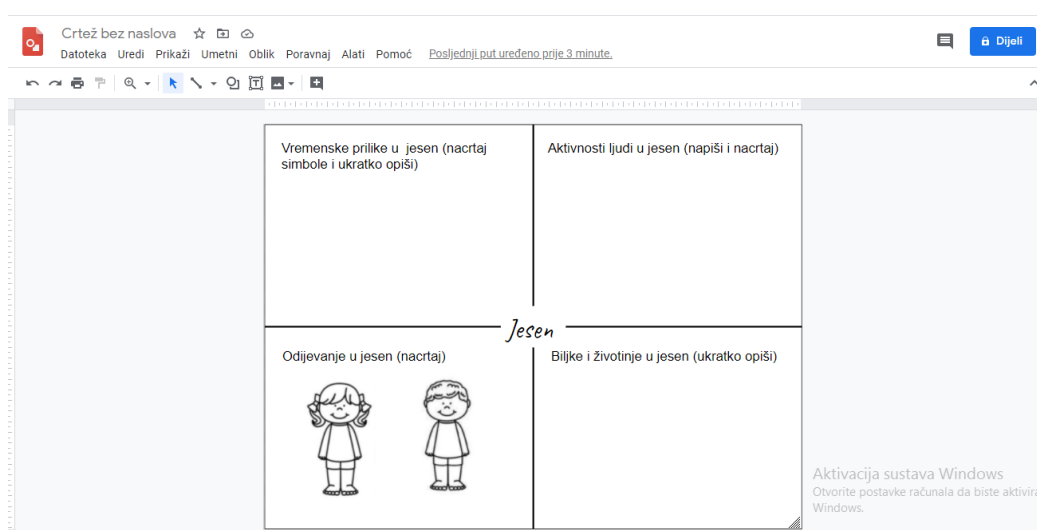 Crtež bez naslova
Datoteka Uredi Prikaži Umetni Oblik Poravnaj Alati Pomoć Posljednji put uređeno prije 3 minute.
Dijeli
Vremenske prilike u jesen (nacrtaj
simbole i ukratko opiši)
Aktivnosti ljudi u jesen (napiši i nacrtaj)
Jesen
Odijevanje u jesen (nacrtaj)
Biljke i životinje u jesen (ukratko opiši)
Aktivacija sustava Windows
Otvorite postavke računala da biste aktivira
Windows.